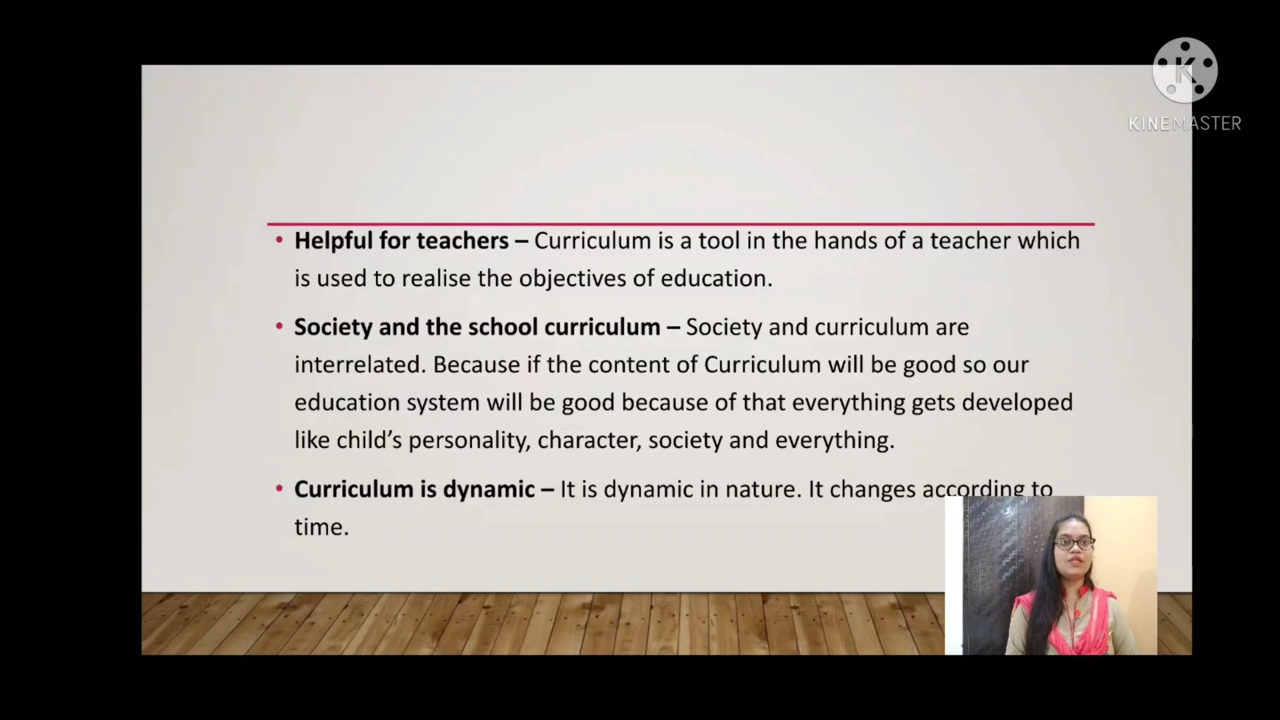 KINEMASTER
• Helpful for teachers – Curriculum is a tool in the hands of a teacher which
is used to realise the objectives of education.
• Society and the school curriculum – Society and curriculum are
interrelated. Because if the content of Curriculum will be good so our
education system will be good because of that everything gets developed
like child’s personality, character, society and everything.
• Curriculum is dynamic – It is dynamic in nature. It changes according to
time.